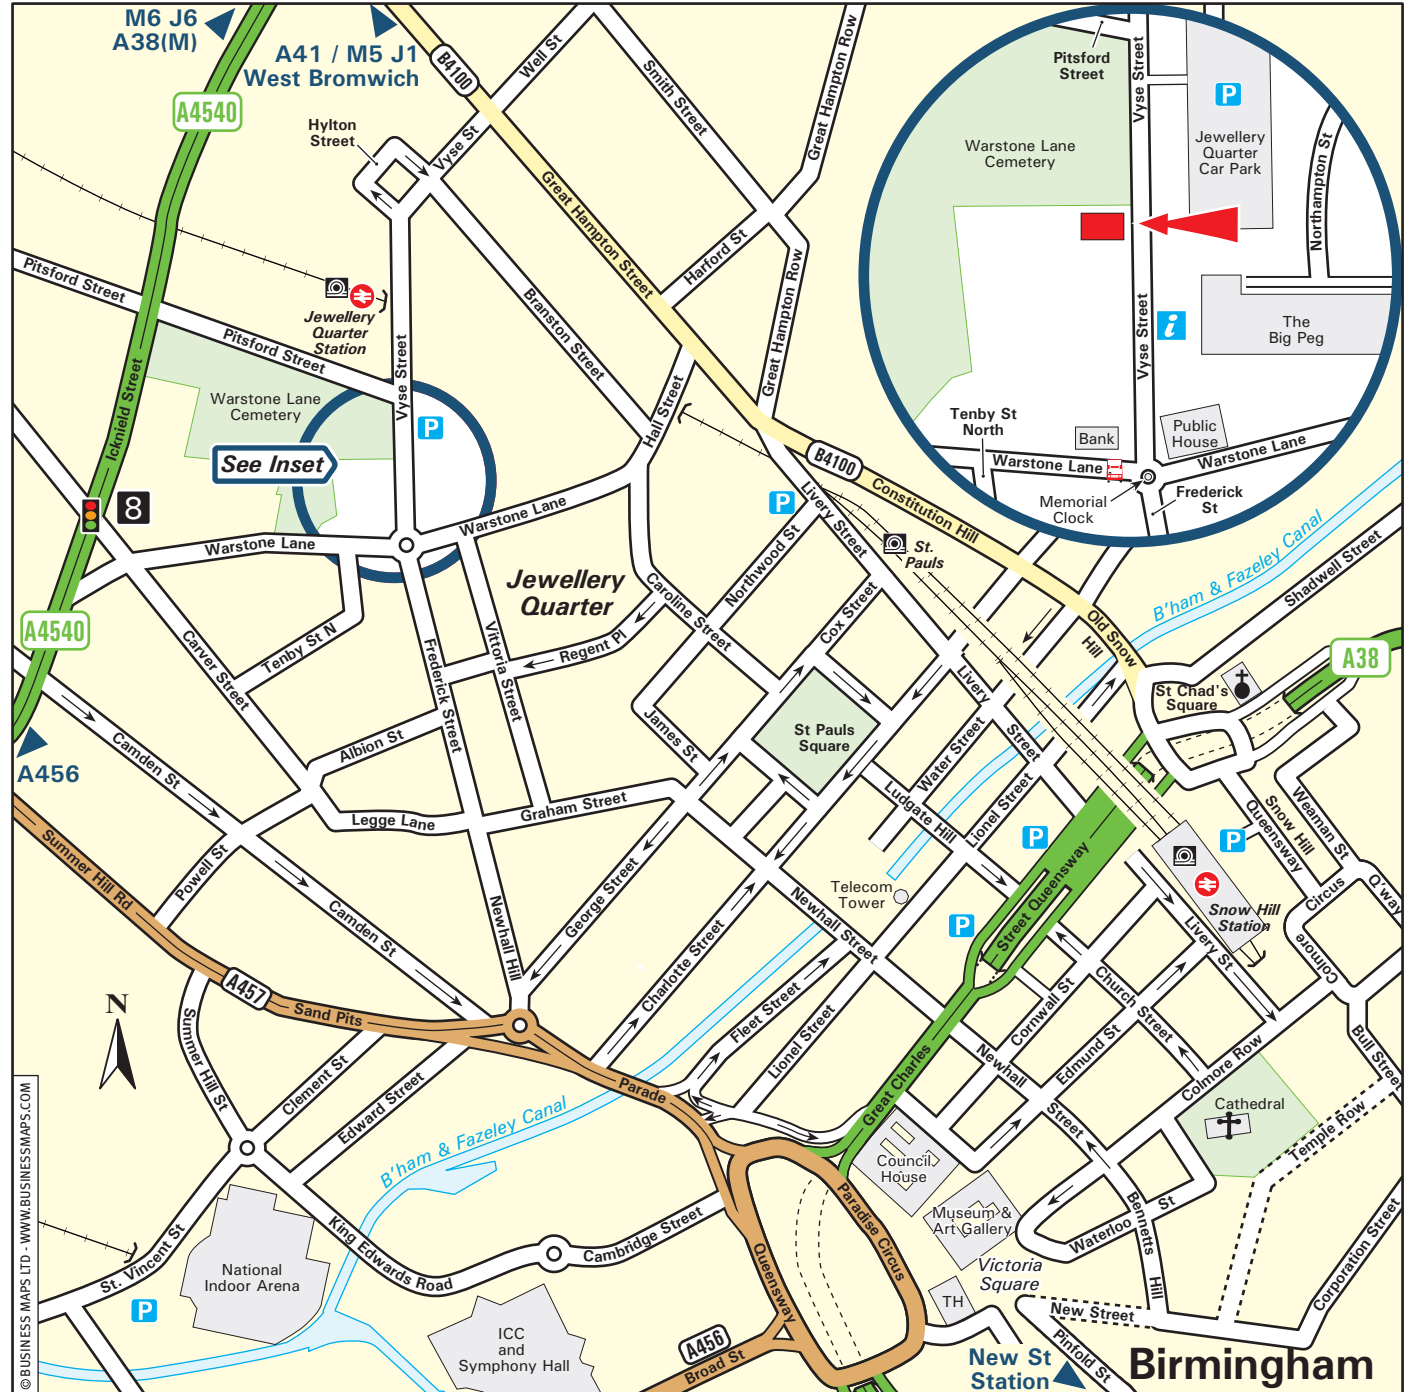 M6 J6
A38(M)
A41 / M5 J1
West Bromwich
B4100
Well St
Smith Street
Great Hampton Row
A4540
Hylton
Street
Vyse St
Great Hampton Street
Harford St
Great Hampton Row
Pitsford
Street
Vyse Street
P
Jewellery
Quarter
Car Park
Warstone Lane
Cemetery
Northampton St
Vyse Street
i
The
Big Peg
Tenby St
North
Bank
Public
House
Warstone Lane
Warstone Lane
Memorial
Clock
Frederick
St
Pitsford Street
Jewellery
Quarter
Station
Pitsford Street
Branston Street
Vyse Street
Icknield Street
Warstone Lane
Cemetery
P
Hall Street
See Inset
8
B4100
Constitution Hill
P
Livery Street
St.
Pauls
Warstone Lane
Warstone Lane
Jewellery
Quarter
Northwood St
Caroline Street
Cox Street
B'ham & Fazeley Canal
Shadwell Street
Old Snow
Hill
A38
A4540
Carver Street
Tenby St N
Frederick Street
Vittoria Street
Regent Pl
Livery
Street
St Chad's
Square
James St
St Pauls
Square
Water Street
A456
Camden St
Albion St
Legge Lane
Graham Street
Ludgate Hill
Lionel Street
P
P
Snow Hill
Queensway
Weaman St
Summer Hill Rd
Powell St
Camden St
Newhall Hill
George Street
Charlotte Street
Newhall Street
Telecom
Tower
P
Street Queensway
Snow Hill
Station
Livery St
Circus
Colmore
Q'way
A457
Sand Pits
N
Summer Hill St
Clement St
Edward Street
Parade
Fleet Street
Lionel Street
Great Charles
Newhall
Street
Cornwall St
Church Street
Edmund St
Colmore Row
Bull Street
Cathedral
Temple Row
B'ham & Fazeley Canal
Council
House
Museum &
Art Gallery
Paradise Circus
Queensway
Waterloo St
Bennetts Hill
Victoria
Square
Corporation Street
King Edwards Road
Cambridge Street
St. Vincent St
National
Indoor Arena
P
ICC
and
Symphony Hall
TH
A456
Broad St
New Street
Pinfold St
New St
Station
Birmingham
© BUSINESS MAPS LTD - WWW.BUSINESSMAPS.COM